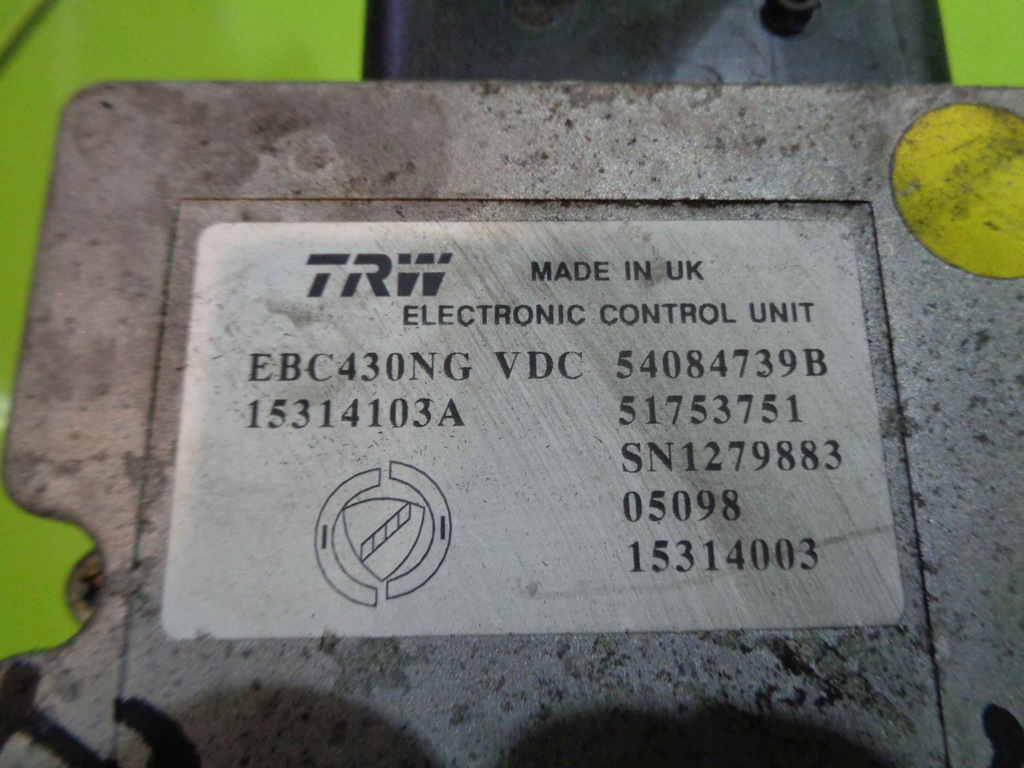 TRW MADE IN UK
ELECTRONIC CONTROL UNIT
EBC430NG VDC 54084739B
15314103A 51753751
SN1279883
05098
15314003